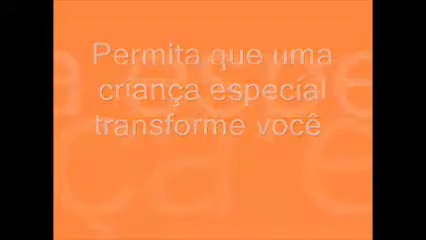 Permita que uma
criança especial
transforme você